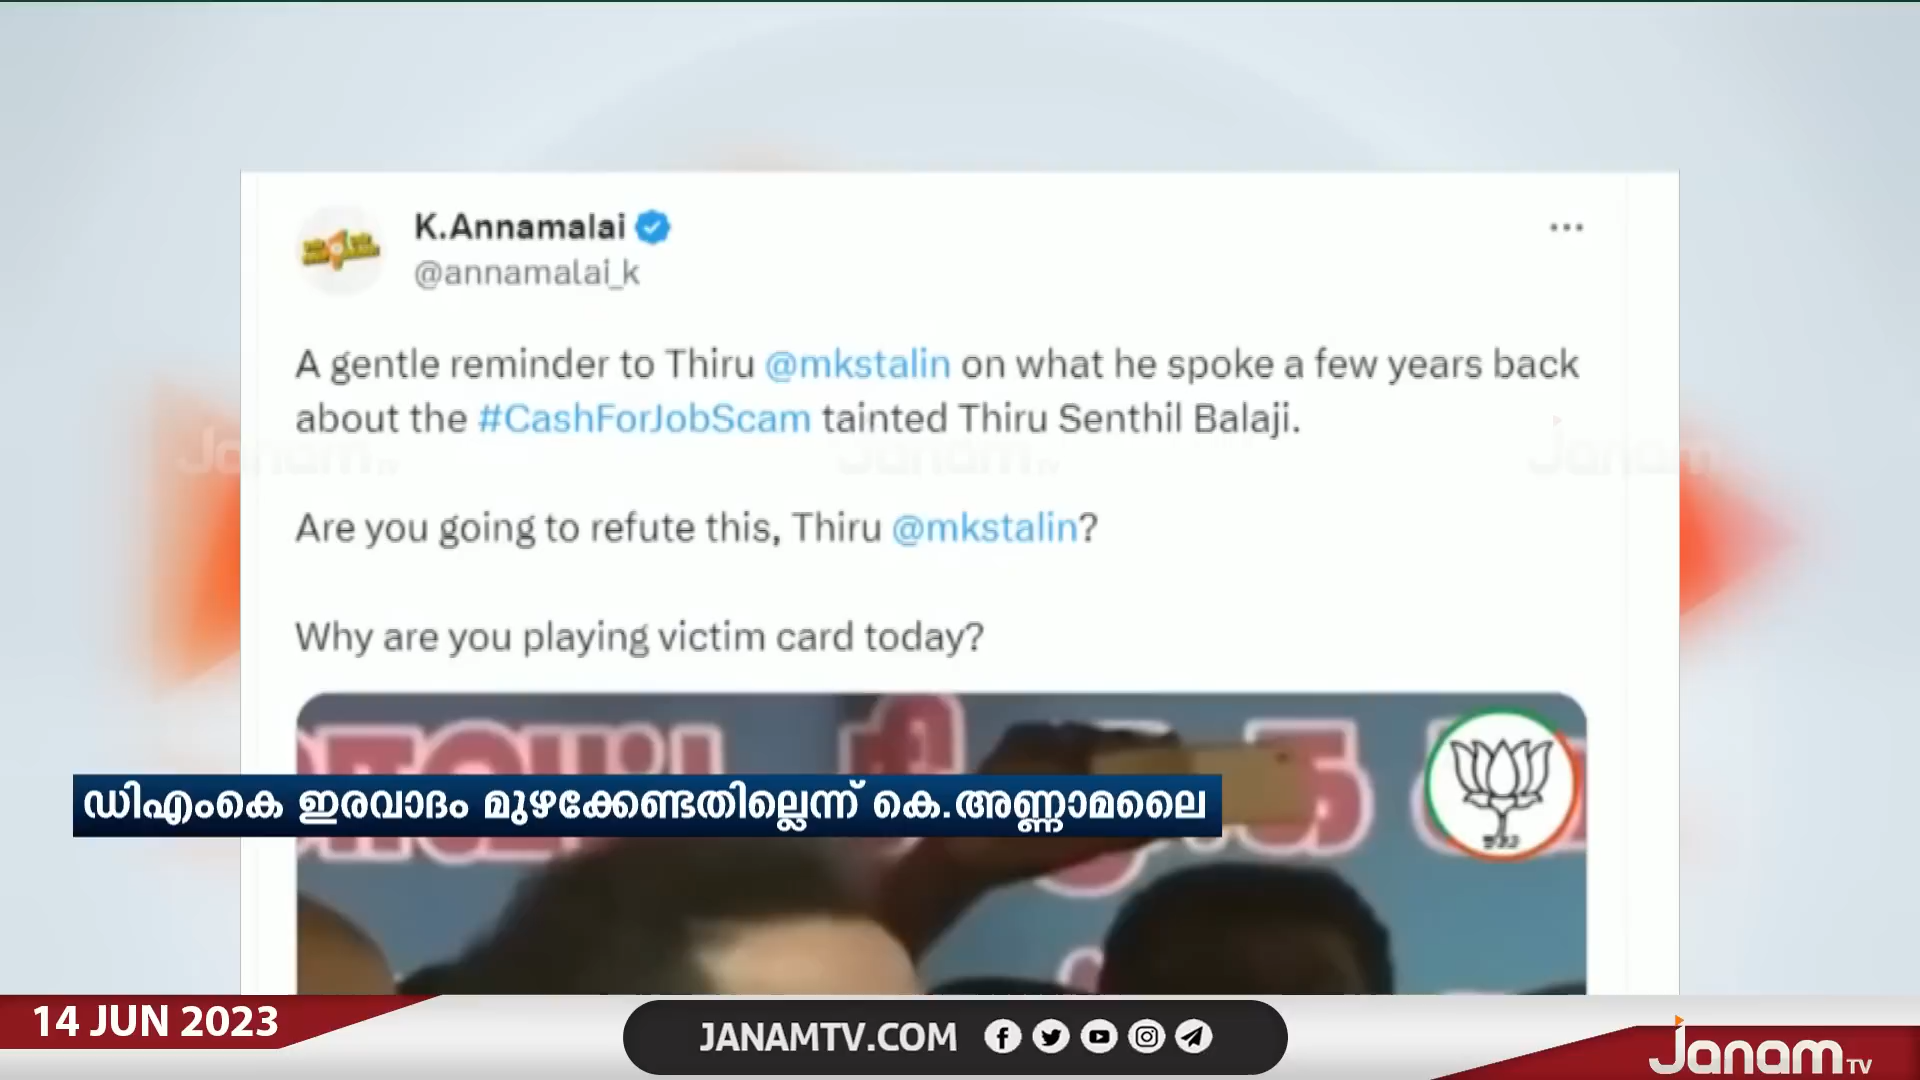 K.Annamalai
@annamalai_k
A gentle reminder to Thiru @mkstalin on what he spoke a few years back
about the #CashForJobScam tainted Thiru Senthil Balaji.
Are you going to refute this, Thiru @mkstalin?
Why are you playing victim card today?
ഡിഎംകെ ഇരവാദം മുഴക്കേണ്ടതില്ലെന്ന് കെ.അണ്ണാമലൈ
14 JUN 2023
JANAMTV.COM
Janam TV